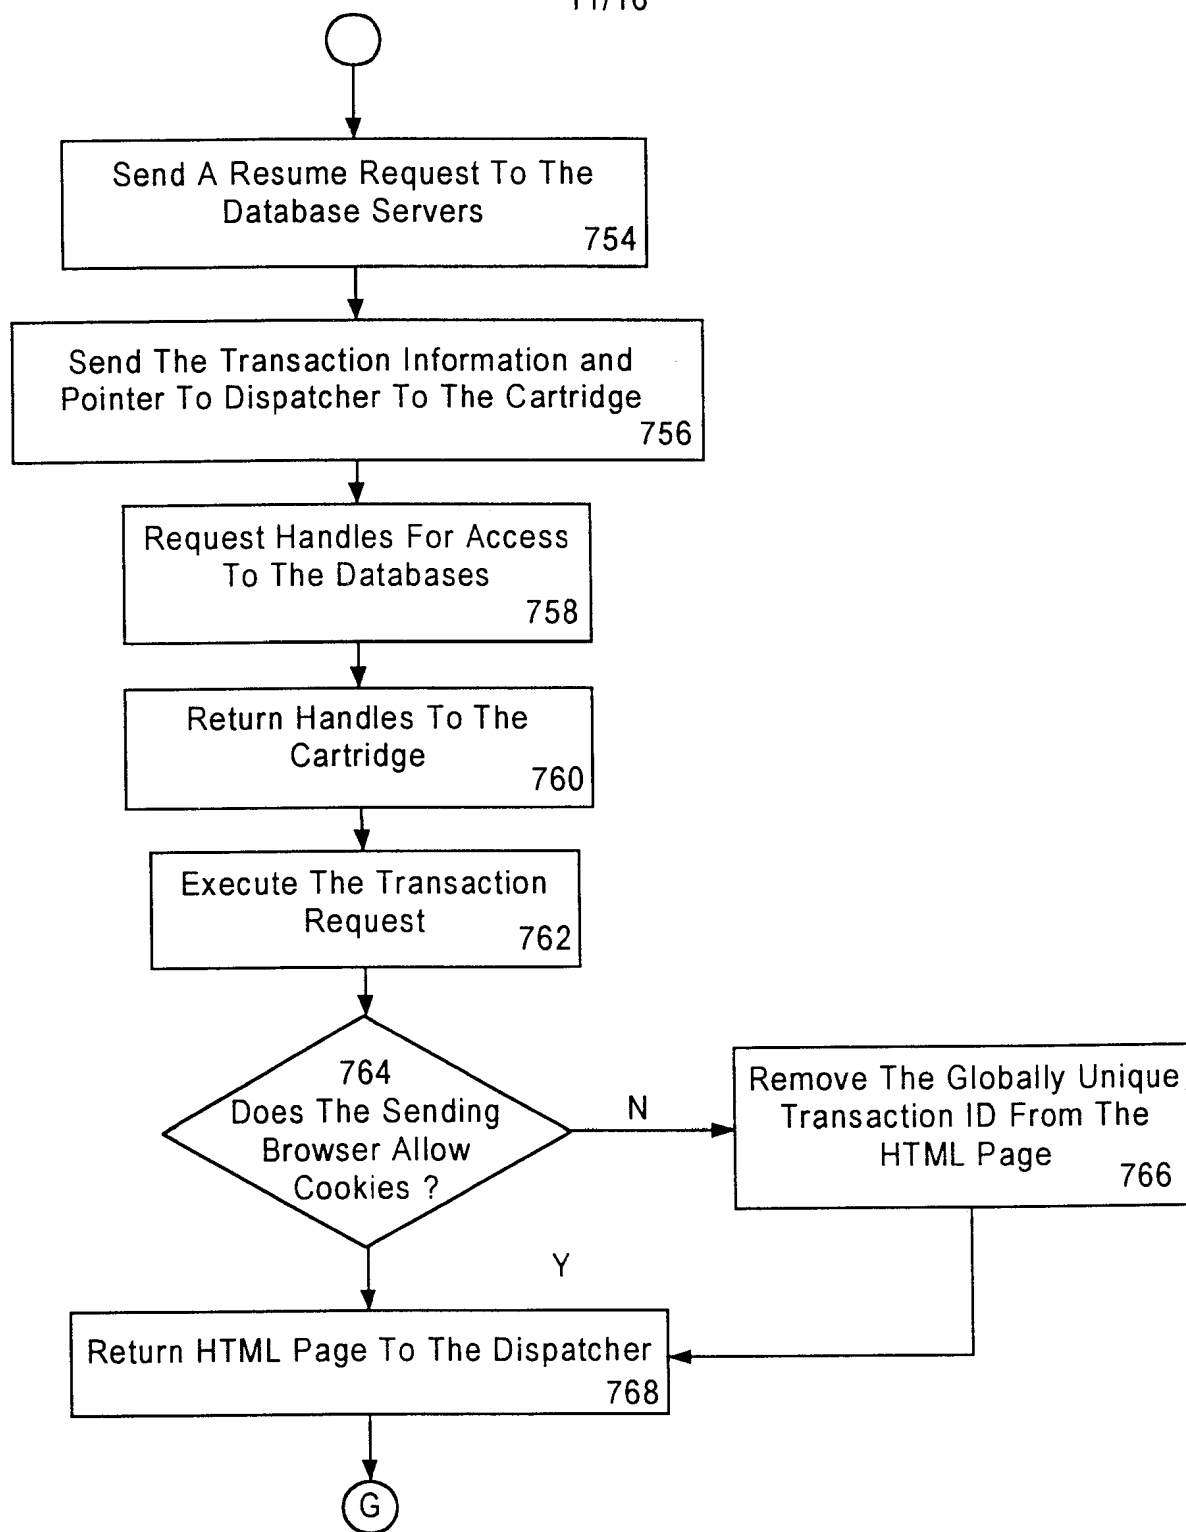 11/16
Send A Resume Request To The
Database Servers
754
Send The Transaction Information and
Pointer To Dispatcher To The Cartridge
756
Request Handles For Access
To The Databases
758
Return Handles To The
Cartridge
760
Execute The Transaction
Request
762
764
Does The Sending
Browser Allow
Cookies ?
N
Remove The Globally Unique
Transaction ID From The
HTML Page
766
Y
Return HTML Page To The Dispatcher
768
G